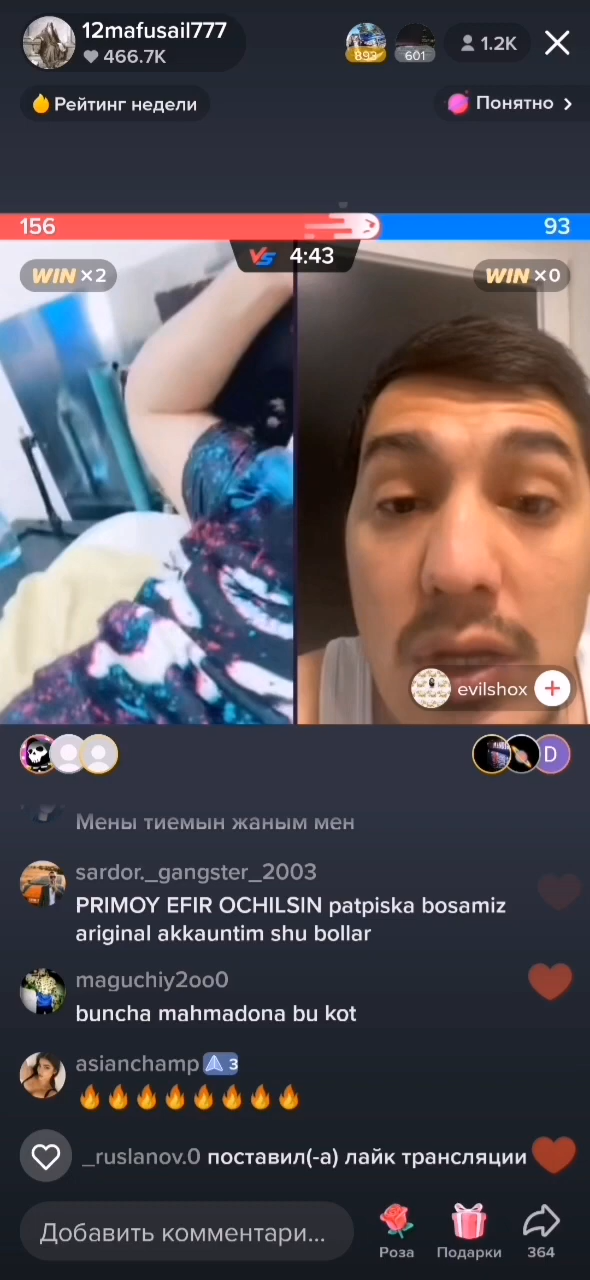 12mafusail777
466.7K
893
601
1.2K
Рейтинг недели
Понятно
156
93
VS 4:43
WIN ×2
WIN ×0
evilshox
D
Мены тиемын жаным мен
sardor._gangster_2003
PRIMOY EFIR OCHILSIN patpiska bosamiz
ariginal akkauntim shu bollar
maguchiy2oo0
buncha mahmadona bu kot
asianchamp 3
_ruslanov.0 поставил(-а) лайк трансляции
Добавить комментари...
Роза
Подарки
364